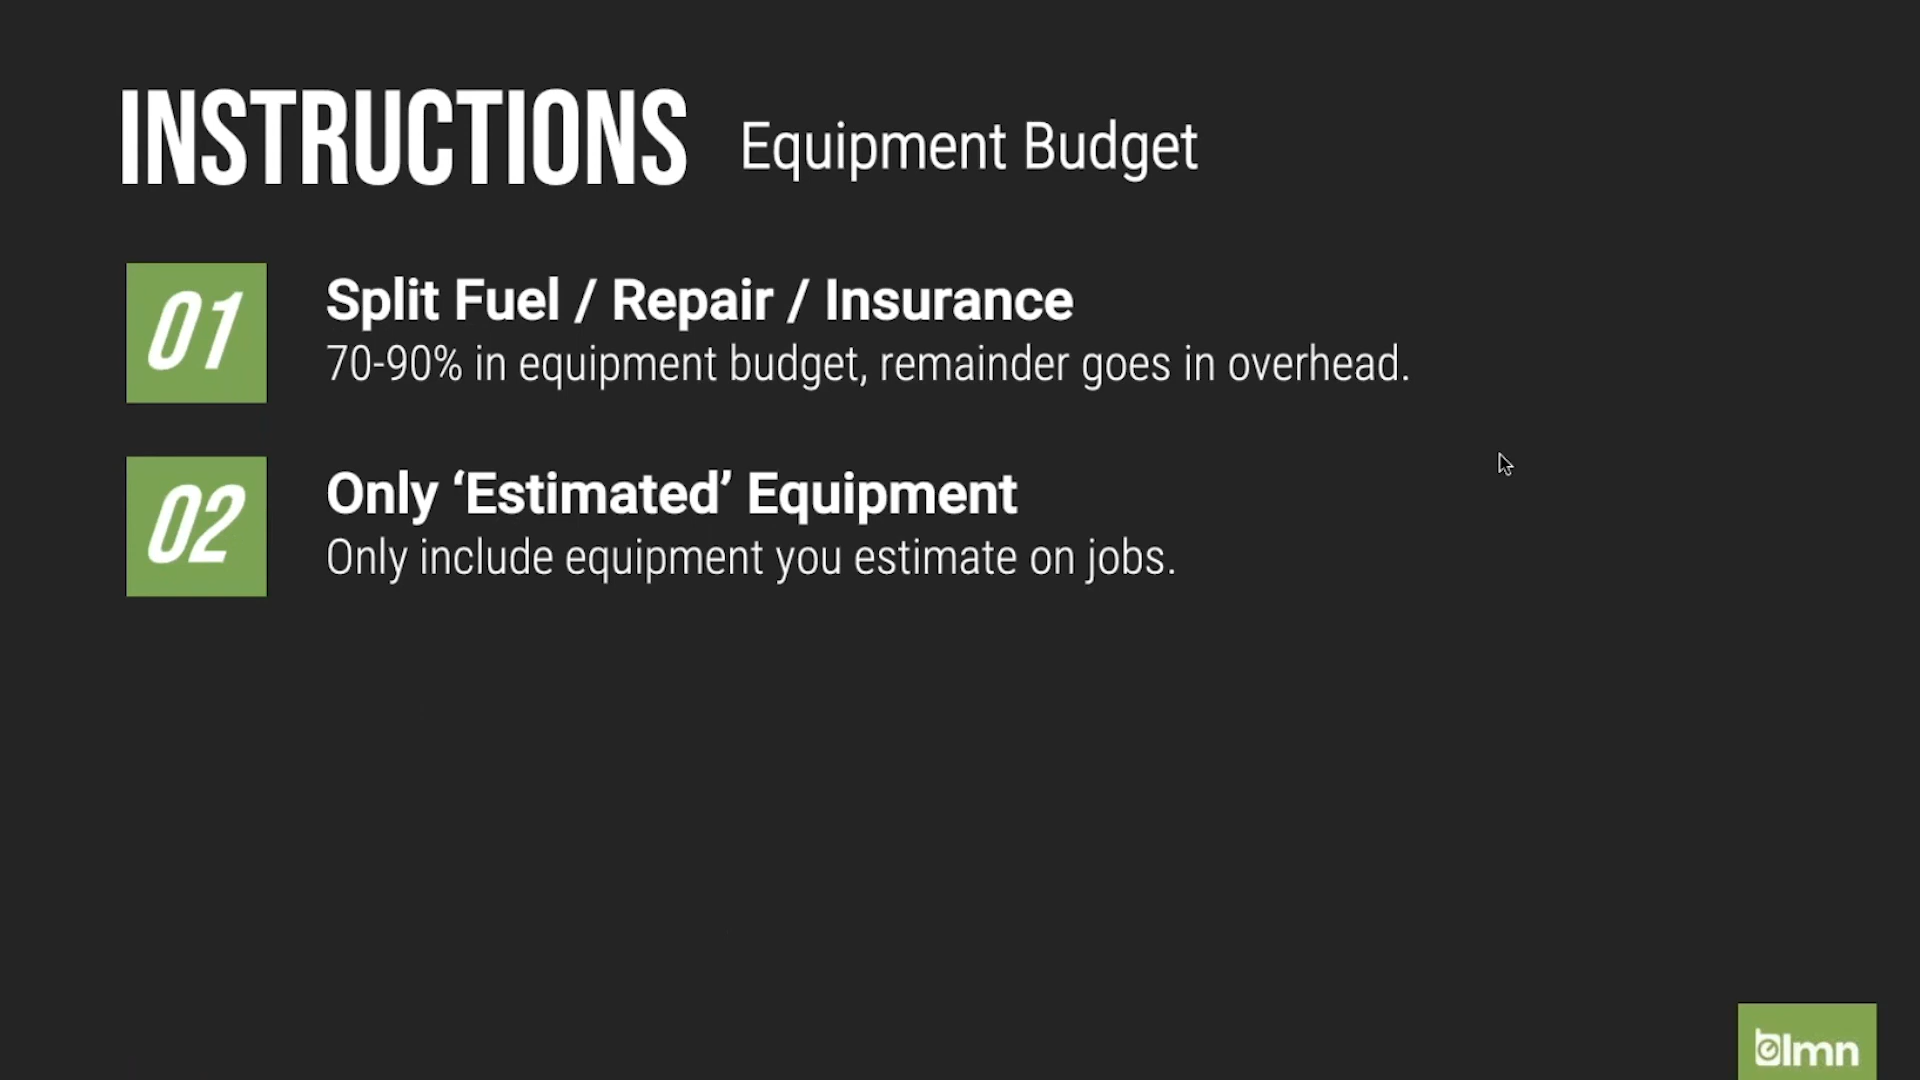 INSTRUCTIONS Equipment Budget
01 Split Fuel / Repair / Insurance
70-90% in equipment budget, remainder goes in overhead.
02 Only ‘Estimated’ Equipment
Only include equipment you estimate on jobs.
lmn